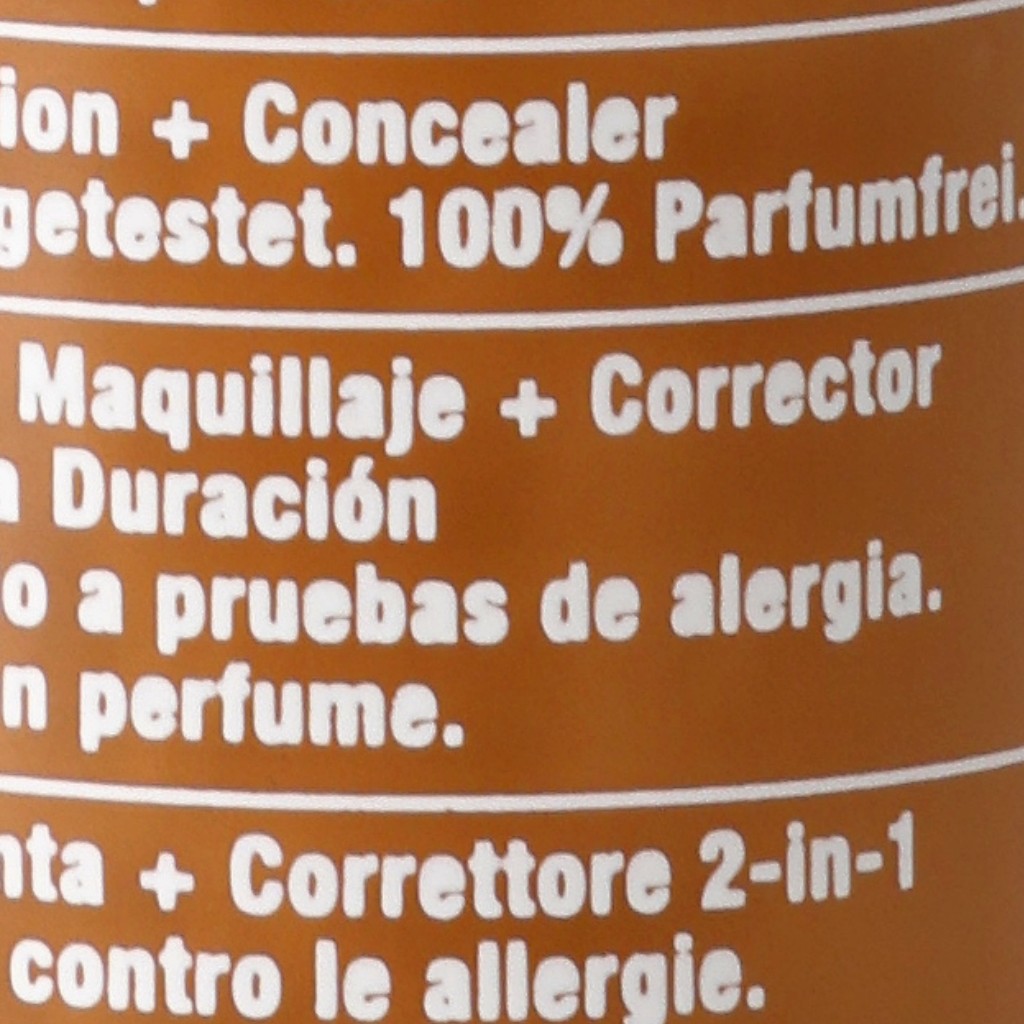 ion + Concealer
getestet. 100% Parfumfrei.
Maquillaje + Corrector
a Duración
o a pruebas de alergia.
n perfume.
nta + Correttore 2-in-1
contro le allergie.